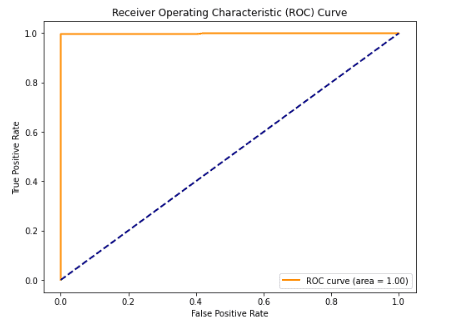 Receiver Operating Characteristic (ROC) Curve
1.0
0.8
0.6
0.4
0.2
0.0
True Positive Rate
0.0 0.2 0.4 0.6 0.8 1.0
False Positive Rate
ROC curve (area = 1.00)